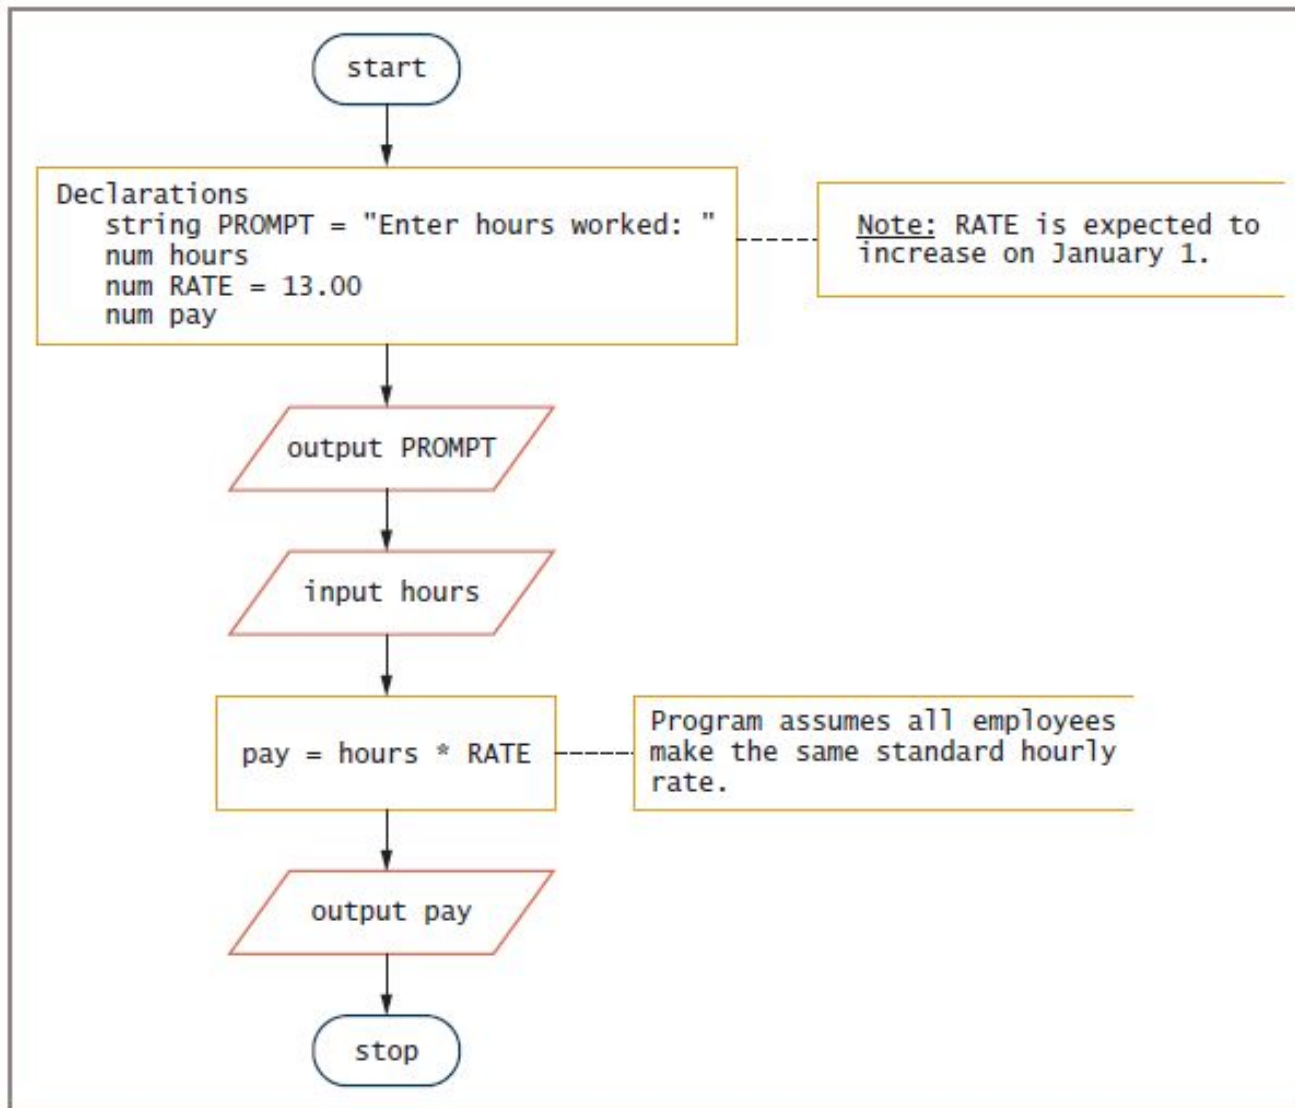 start
Declarations
string PROMPT = "Enter hours worked: "
num hours
num RATE = 13.00
num pay
Note: RATE is expected to
increase on January 1.
output PROMPT
input hours
pay = hours * RATE
Program assumes all employees
make the same standard hourly
rate.
output pay
stop